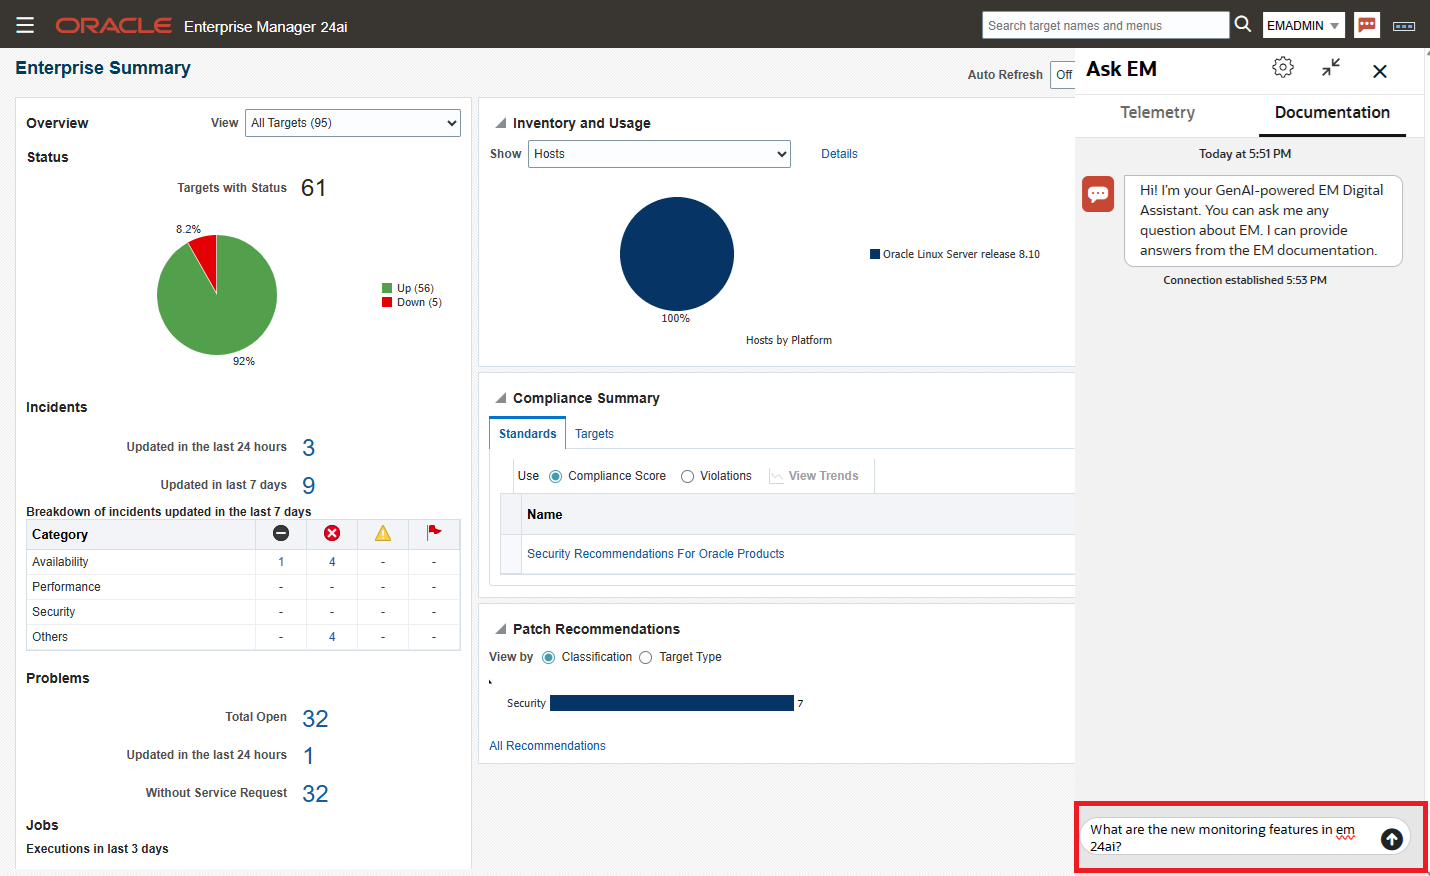 ORACLE Enterprise Manager 24ai
Search target names and menus
EMADMIN
Enterprise Summary
Auto Refresh Off
Overview
View All Targets (95)
Status
Targets with Status 61
8.2%
92%
Up (56)
Down (5)
Incidents
Updated in the last 24 hours 3
Updated in last 7 days 9
Breakdown of incidents updated in the last 7 days
Category
Availability 1 4 - -
Performance - - - -
Security - - - -
Others - 4 - -
Problems
Total Open 32
Updated in the last 24 hours 1
Without Service Request 32
Jobs
Executions in last 3 days
Inventory and Usage
Show Hosts Details
100%
Oracle Linux Server release 8.10
Hosts by Platform
Compliance Summary
Standards Targets
Use Compliance Score Violations View Trends
Name
Security Recommendations For Oracle Products
Patch Recommendations
View by Classification Target Type
Security 7
All Recommendations
Ask EM
Telemetry Documentation
Today at 5:51 PM
Hi! I'm your GenAI-powered EM Digital
Assistant. You can ask me any
question about EM. I can provide
answers from the EM documentation.
Connection established 5:53 PM
What are the new monitoring features in em
24ai?